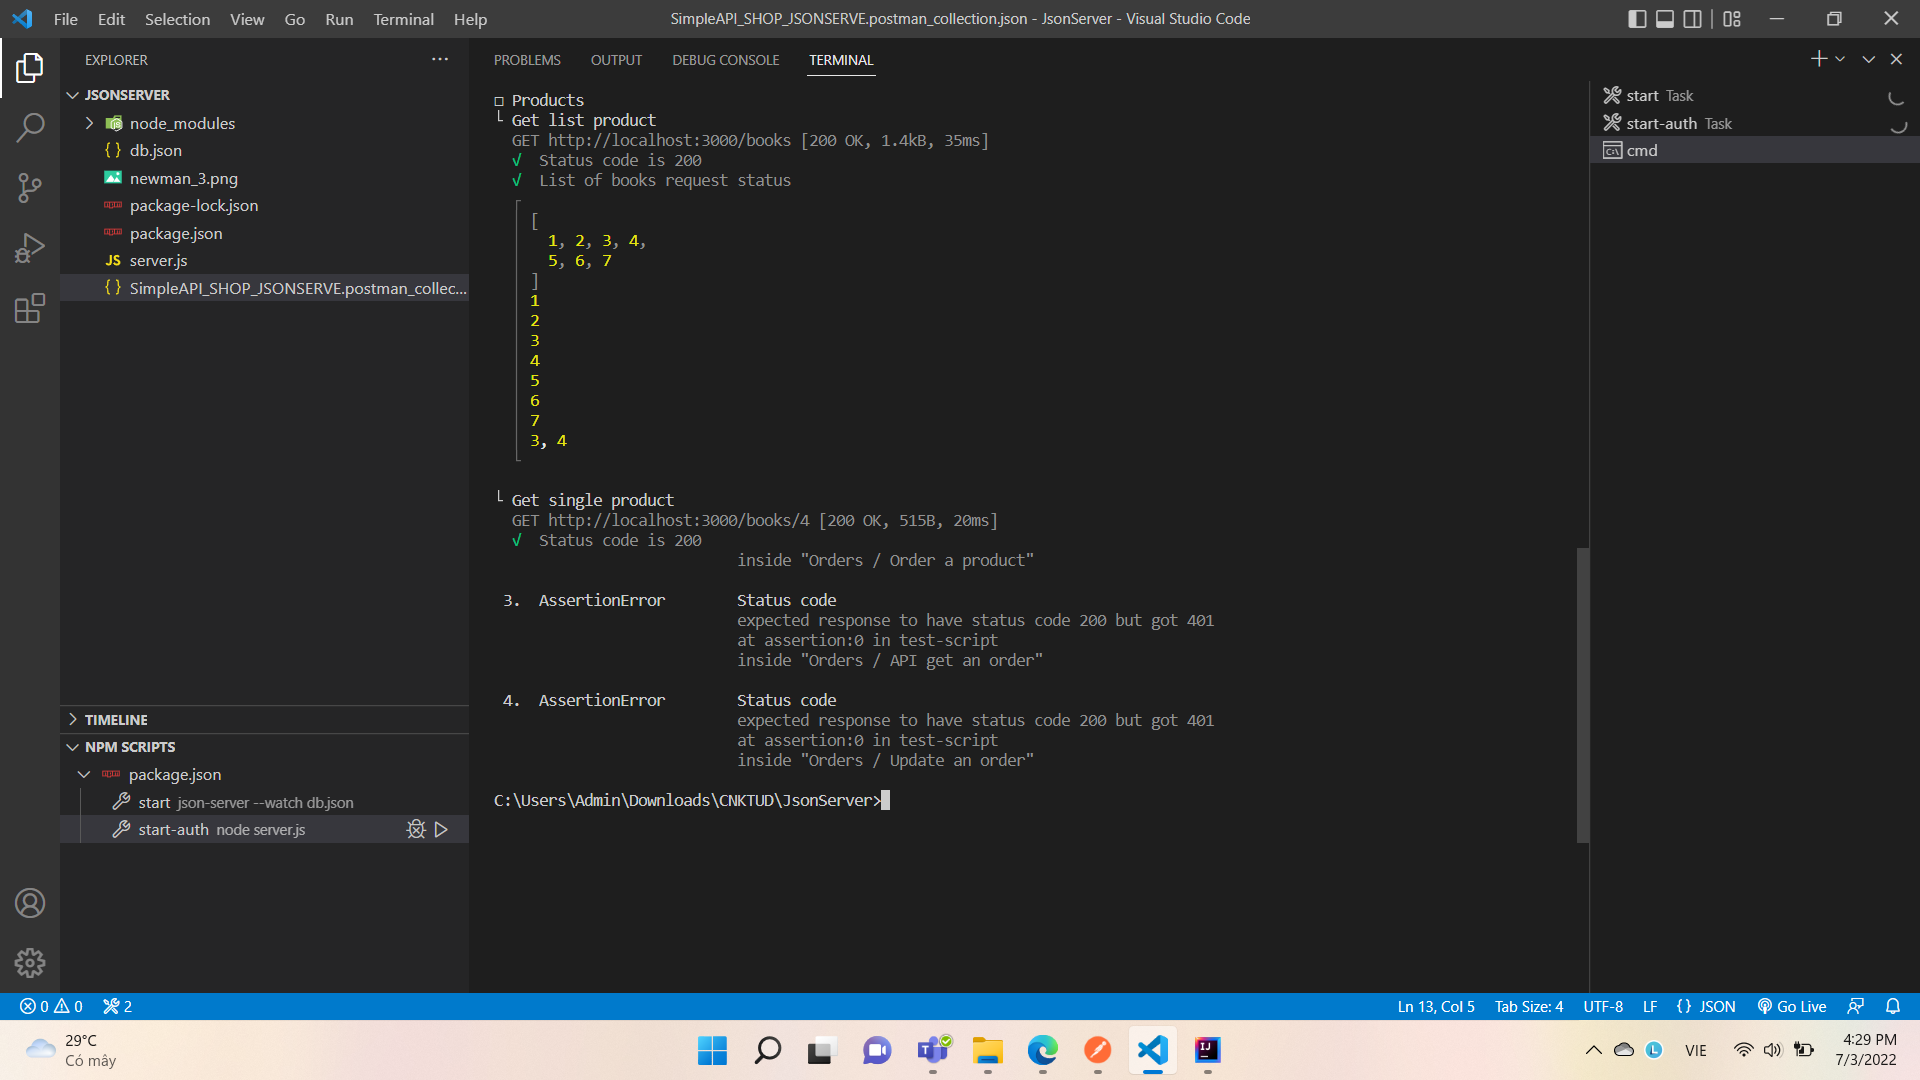 File Edit Selection View Go Run Terminal Help
SimpleAPI_SHOP_JSONSERVE.postman_collection.json - JsonServer - Visual Studio Code
EXPLORER
JSONSERVER
node_modules
db.json
newman_3.png
package-lock.json
package.json
JS server.js
SimpleAPI_SHOP_JSONSERVE.postman_collec...
TIMELINE
NPM SCRIPTS
package.json
start json-server --watch db.json
start-auth node server.js
PROBLEMS OUTPUT DEBUG CONSOLE TERMINAL
□ Products
└ Get list product
GET http://localhost:3000/books [200 OK, 1.4kB, 35ms]
√ Status code is 200
√ List of books request status
[
1, 2, 3, 4,
5, 6, 7
]
1
2
3
4
5
6
7
3, 4
└ Get single product
GET http://localhost:3000/books/4 [200 OK, 515B, 20ms]
√ Status code is 200
inside "Orders / Order a product"
3. AssertionError Status code
expected response to have status code 200 but got 401
at assertion:0 in test-script
inside "Orders / API get an order"
4. AssertionError Status code
expected response to have status code 200 but got 401
at assertion:0 in test-script
inside "Orders / Update an order"
C:\Users\Admin\Downloads\CNKTUD\JsonServer>
start Task
start-auth Task
cmd
0 0 2
Ln 13, Col 5 Tab Size: 4 UTF-8 LF {} JSON Go Live
29°C
Có mây
VIE
4:29 PM
7/3/2022